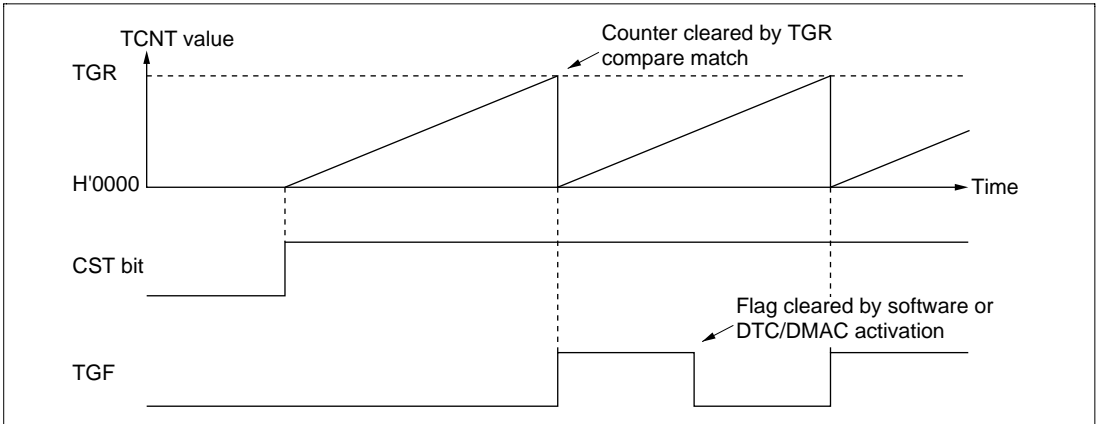 TCNT value
Counter cleared by TGR
compare match
TGR
H'0000
Time
CST bit
Flag cleared by software or
DTC/DMAC activation
TGF